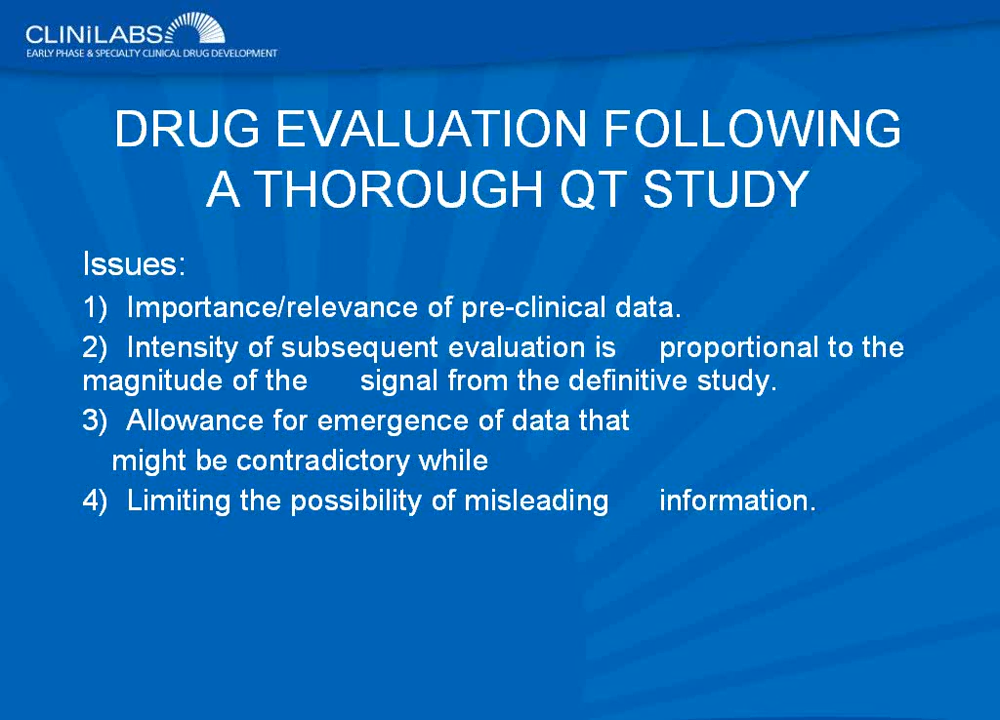 CLINiLABS
EARLY PHASE & SPECIALTY CLINICAL DRUG DEVELOPMENT
DRUG EVALUATION FOLLOWING
A THOROUGH QT STUDY
Issues:
1) Importance/relevance of pre-clinical data.
2) Intensity of subsequent evaluation is proportional to the
magnitude of the signal from the definitive study.
3) Allowance for emergence of data that
might be contradictory while
4) Limiting the possibility of misleading information.